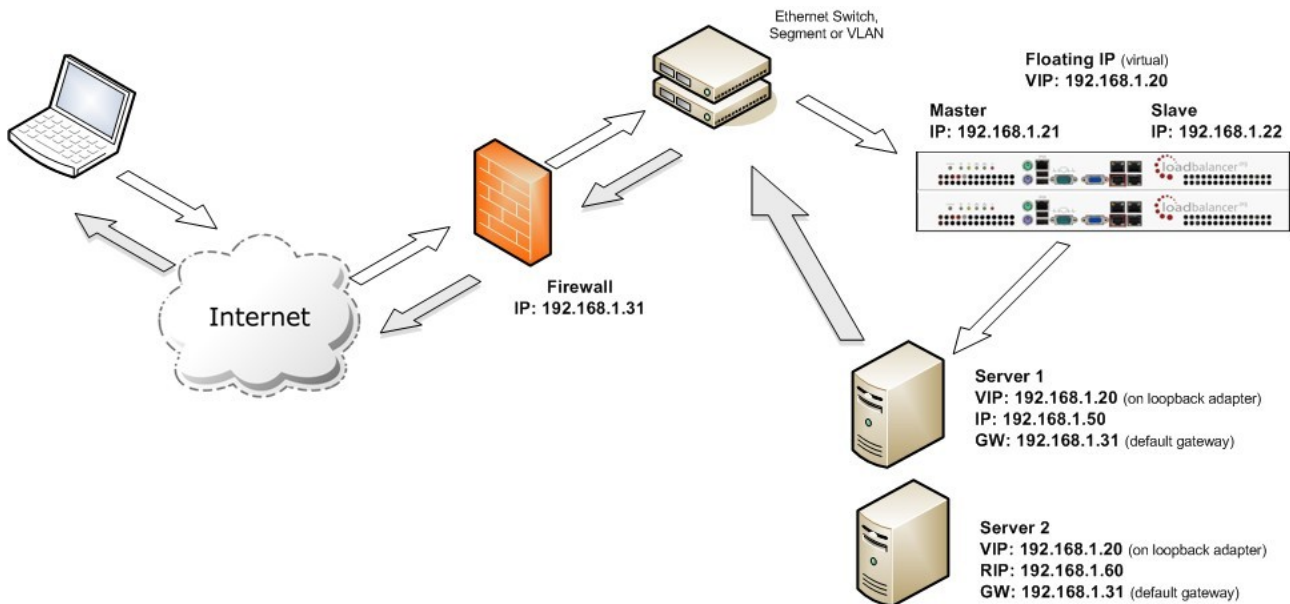 Ethernet Switch,
Segment or VLAN
Floating IP (virtual)
VIP: 192.168.1.20
Master
IP: 192.168.1.21
Slave
IP: 192.168.1.22
loadbalancer
loadbalancer
Internet
Firewall
IP: 192.168.1.31
Server 1
VIP: 192.168.1.20 (on loopback adapter)
IP: 192.168.1.50
GW: 192.168.1.31 (default gateway)
Server 2
VIP: 192.168.1.20 (on loopback adapter)
RIP: 192.168.1.60
GW: 192.168.1.31 (default gateway)